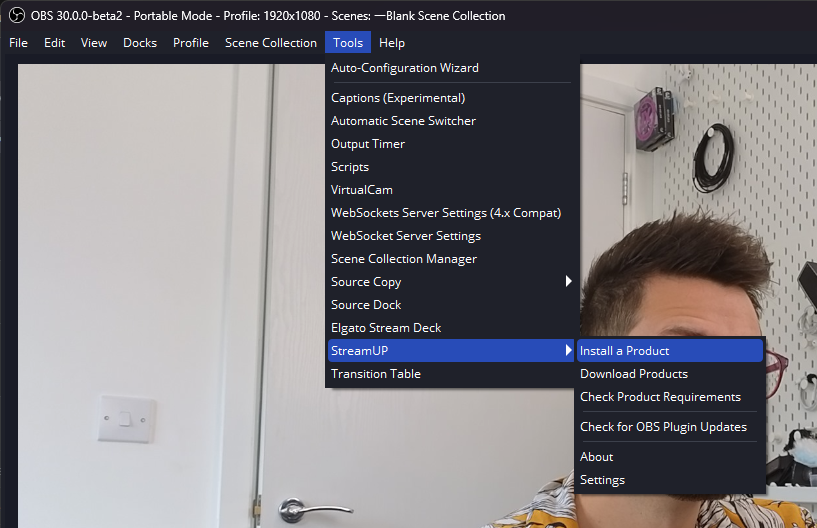 OBS 30.0.0-beta2 - Portable Mode - Profile: 1920x1080 - Scenes: —Blank Scene Collection
File Edit View Docks Profile Scene Collection Tools Help
Auto-Configuration Wizard
Captions (Experimental)
Automatic Scene Switcher
Output Timer
Scripts
VirtualCam
WebSockets Server Settings (4.x Compat)
WebSocket Server Settings
Scene Collection Manager
Source Copy
Source Dock
Elgato Stream Deck
StreamUP
Transition Table
Install a Product
Download Products
Check Product Requirements
Check for OBS Plugin Updates
About
Settings